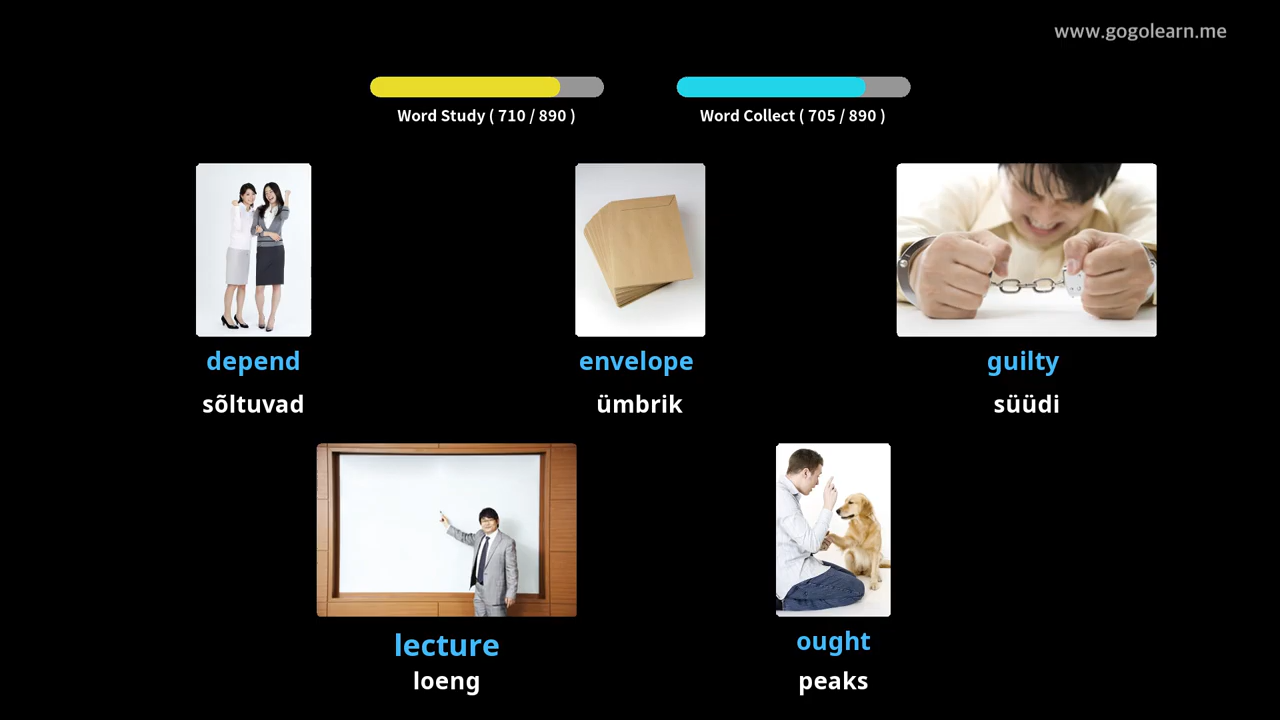 www.gogolearn.me
Word Study ( 710 / 890 )
Word Collect ( 705 / 890 )
depend
sõltuvad
envelope
ümbrik
guilty
süüdi
lecture
loeng
ought
peaks